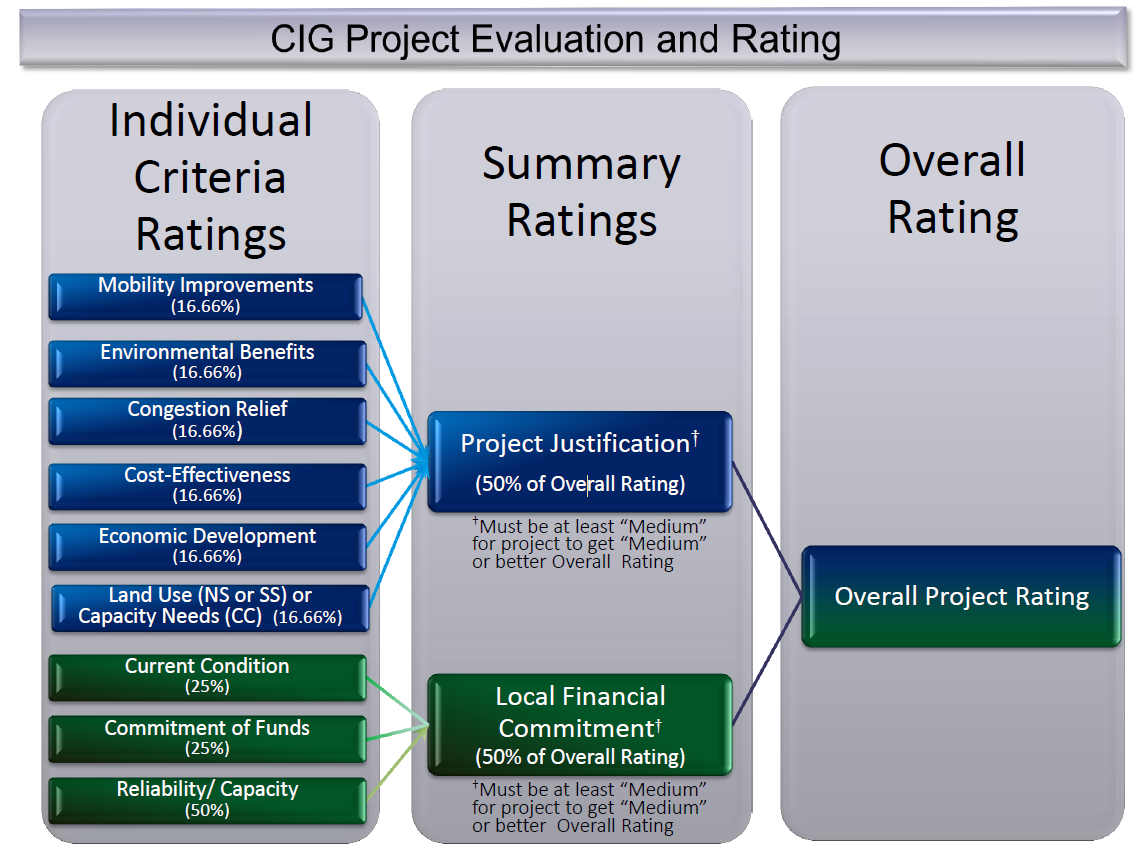 CIG Project Evaluation and Rating
Individual
Criteria
Ratings
Mobility Improvements
(16.66%)
Environmental Benefits
(16.66%)
Congestion Relief
(16.66%)
Cost-Effectiveness
(16.66%)
Economic Development
(16.66%)
Land Use (NS or SS) or
Capacity Needs (CC) (16.66%)
Current Condition
(25%)
Commitment of Funds
(25%)
Reliability/ Capacity
(50%)
Summary
Ratings
Project Justification†
(50% of Overall Rating)
†Must be at least “Medium”
for project to get “Medium”
or better Overall Rating
Local Financial
Commitment†
(50% of Overall Rating)
†Must be at least “Medium”
for project to get “Medium”
or better Overall Rating
Overall
Rating
Overall Project Rating